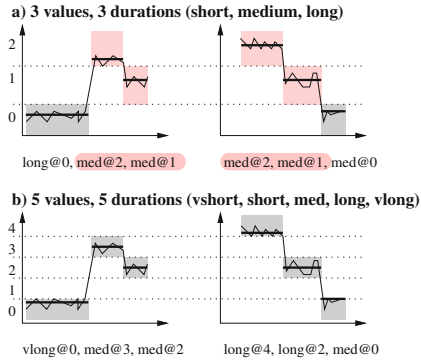 a) 3 values, 3 durations (short, medium, long)
2
1
0
long@0, med@2, med@1
med@2, med@1, med@0
b) 5 values, 5 durations (vshort, short, med, long, vlong)
4
3
2
1
0
vlong@0, med@3, med@2
long@4, long@2, med@0